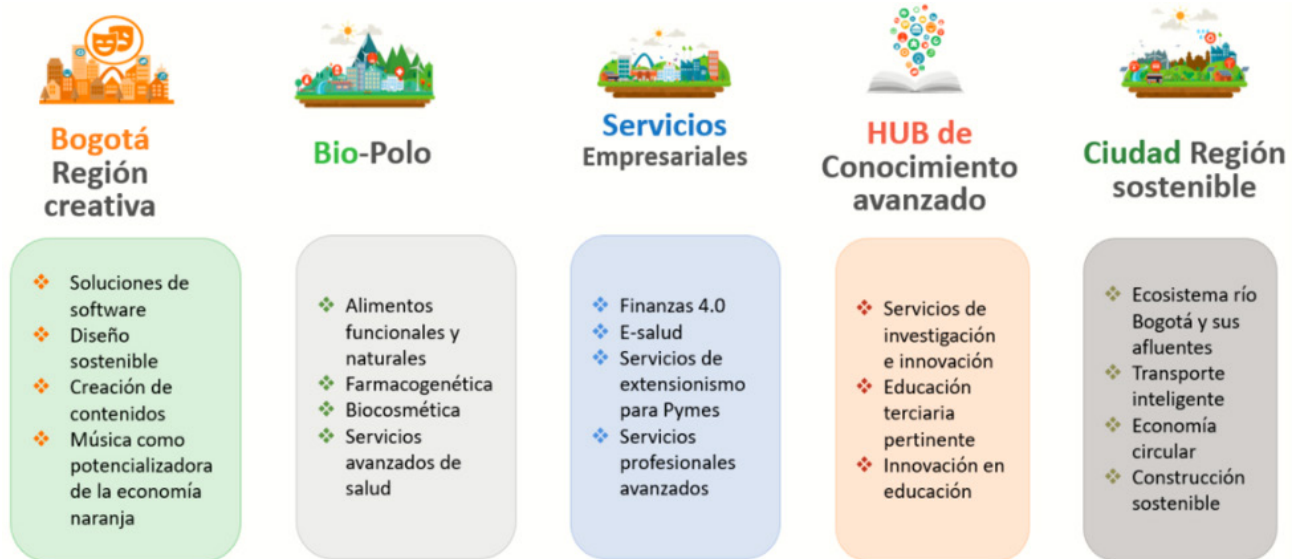 Bogotá
Región
creativa
Soluciones de
software
Diseño
sostenible
Creación de
contenidos
Música como
potencializadora
de la economía
naranja
Bio-Polo
Alimentos
funcionales y
naturales
Farmacogenética
Biocosmética
Servicios
avanzados de
salud
Servicios
Empresariales
Finanzas 4.0
E-salud
Servicios de
extensionismo
para Pymes
Servicios
profesionales
avanzados
HUB de
Conocimiento
avanzado
Servicios de
investigación
e innovación
Educación
terciaria
pertinente
Innovación en
educación
Ciudad Región
sostenible
Ecosistema río
Bogotá y sus
afluentes
Transporte
inteligente
Economía
circular
Construcción
sostenible